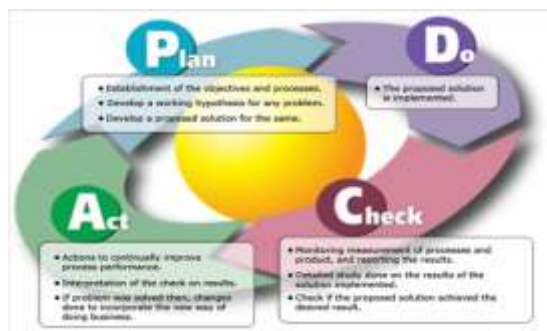 Plan
• Establishment of the objectives and processes.
• Develop a working hypothesis for any problem.
• Develop a proposed solution for the same.
Do
• The proposed solution
is implemented.
Act
• Actions to continually improve
process performance.
• Interpretation of the check on results.
• If problem was solved then, changes
done to incorporate the new way of
doing business.
Check
• Monitoring measurement of processes and
product, and reporting the results.
• Detailed study done on the results of the
solution implemented.
• Check if the proposed solution achieved the
desired result.